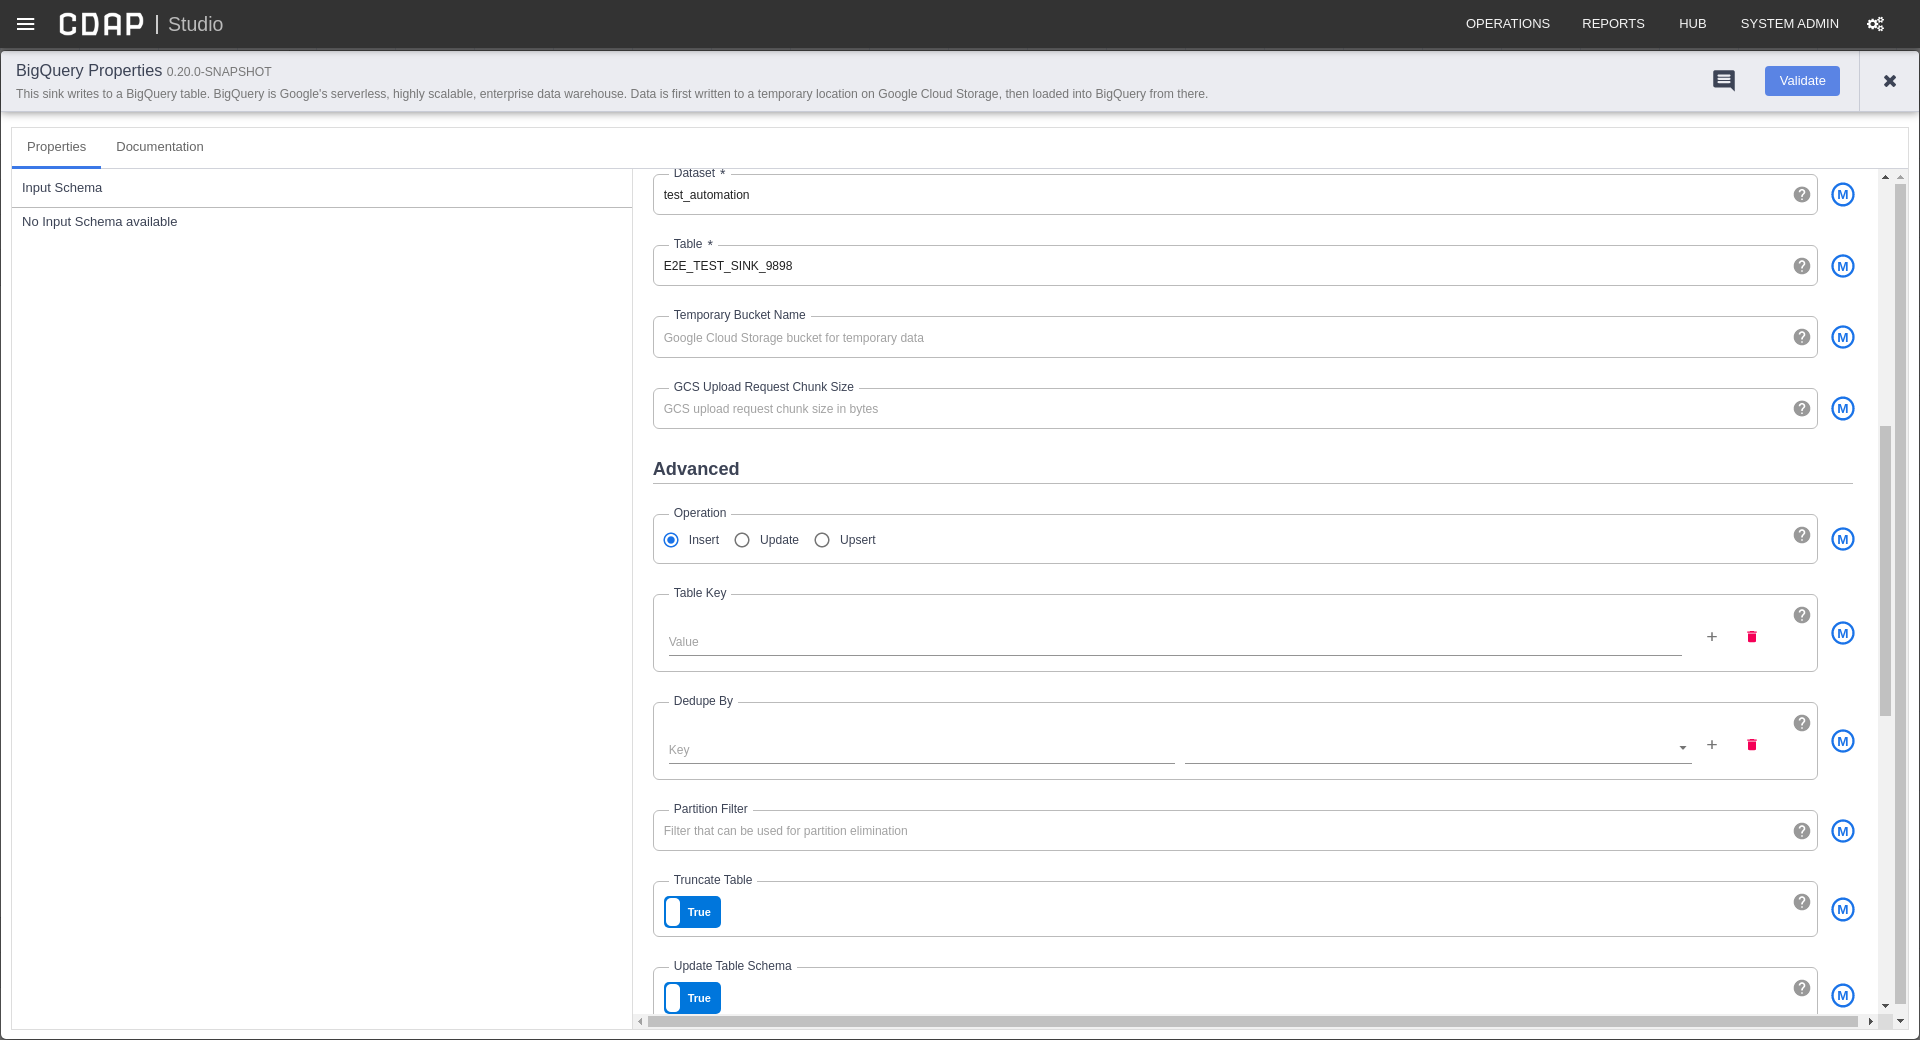 CDAP | Studio
OPERATIONS REPORTS HUB SYSTEM ADMIN
BigQuery Properties 0.20.0-SNAPSHOT
This sink writes to a BigQuery table. BigQuery is Google's serverless, highly scalable, enterprise data warehouse. Data is first written to a temporary location on Google Cloud Storage, then loaded into BigQuery from there.
Validate
Properties Documentation
Input Schema
No Input Schema available
Dataset *
test_automation
M
Table *
E2E_TEST_SINK_9898
M
Temporary Bucket Name
Google Cloud Storage bucket for temporary data
M
GCS Upload Request Chunk Size
GCS upload request chunk size in bytes
M
Advanced
Operation
Insert Update Upsert
M
Table Key
Value
M
Dedupe By
Key
M
Partition Filter
Filter that can be used for partition elimination
M
Truncate Table
True
M
Update Table Schema
True
M